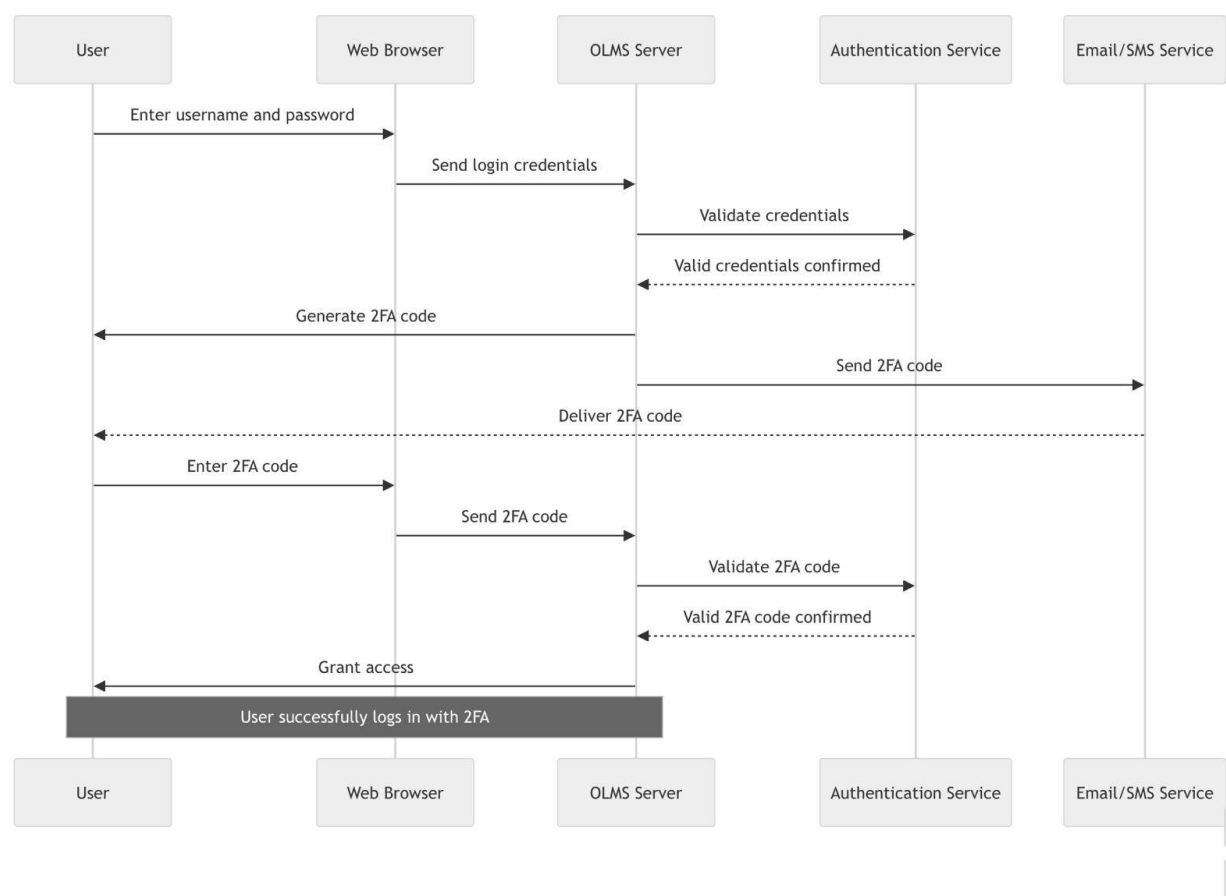 User
Web Browser
OLMS Server
Authentication Service
Email/SMS Service
Enter username and password
Send login credentials
Validate credentials
Valid credentials confirmed
Generate 2FA code
Send 2FA code
Deliver 2FA code
Enter 2FA code
Send 2FA code
Validate 2FA code
Valid 2FA code confirmed
Grant access
User successfully logs in with 2FA
User
Web Browser
OLMS Server
Authentication Service
Email/SMS Service